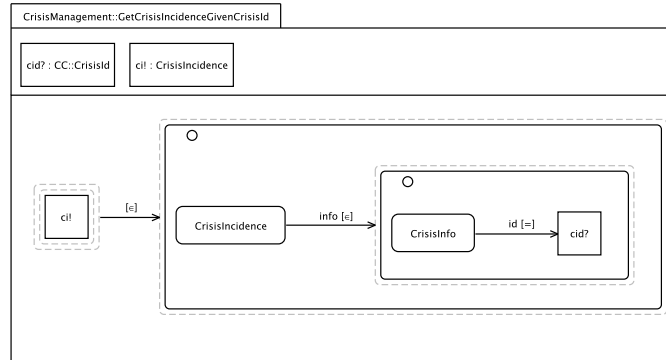 CrisisManagement::GetCrisisIncidenceGivenCrisisId
cid? : CC::CrisisId
ci! : CrisisIncidence
ci!
[∈]
CrisisIncidence
info [∈]
CrisisInfo
id [=]
cid?